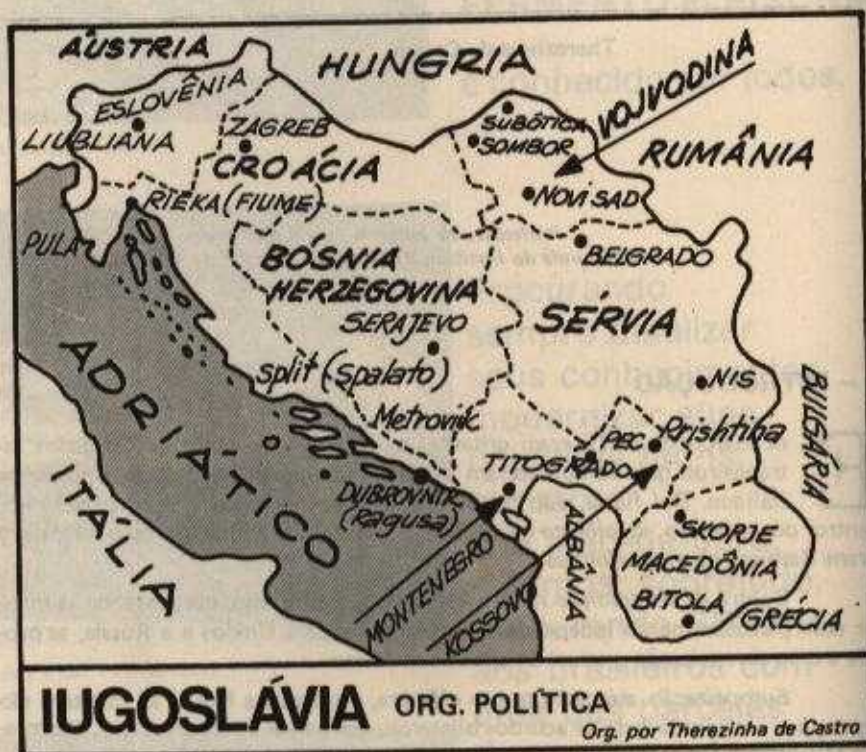 ÁUSTRIA
HUNGRIA
ESLOVÊNIA
LIUBLIANA
ZAGREB
CROÁCIA
SUBÓTICA
SOMBOR
VOJVODINA
RUMÂNIA
NOVI SAD
RIEKA (FIUME)
PULA
BÓSNIA
HERZEGOVINA
BELGRADO
SERAJEVO
SÉRVIA
split (Spalato)
NIS
Metrovik
BULGÁRIA
PEC
Prishtina
TITOGRADO
ADRIÁTICO
ITÁLIA
DUBROVNIK
(Ragusa)
MONTENEGRO
KOSSOVO
ALBÂNIA
SKOPJE
MACEDÔNIA
BITOLA
GRÉCIA
IUGOSLÁVIA ORG. POLÍTICA
Org. por Therezinha de Castro